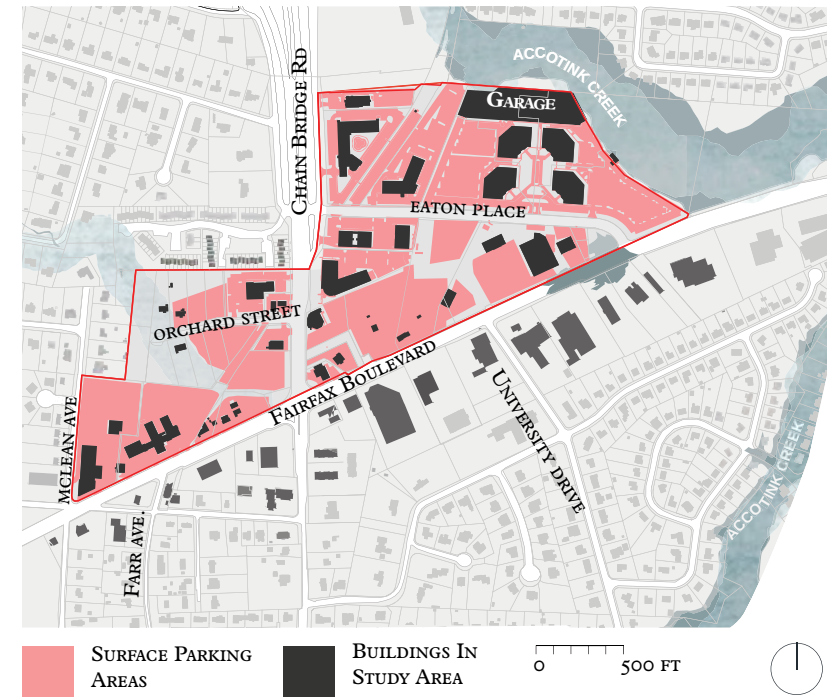 Accotink Creek
Garage
Chain Bridge Rd
Eaton Place
Orchard Street
Fairfax Boulevard
McLean Ave
University Drive
Farr Ave.
Accotink Creek
Surface Parking
Areas
Buildings In
Study Area
0 500 ft